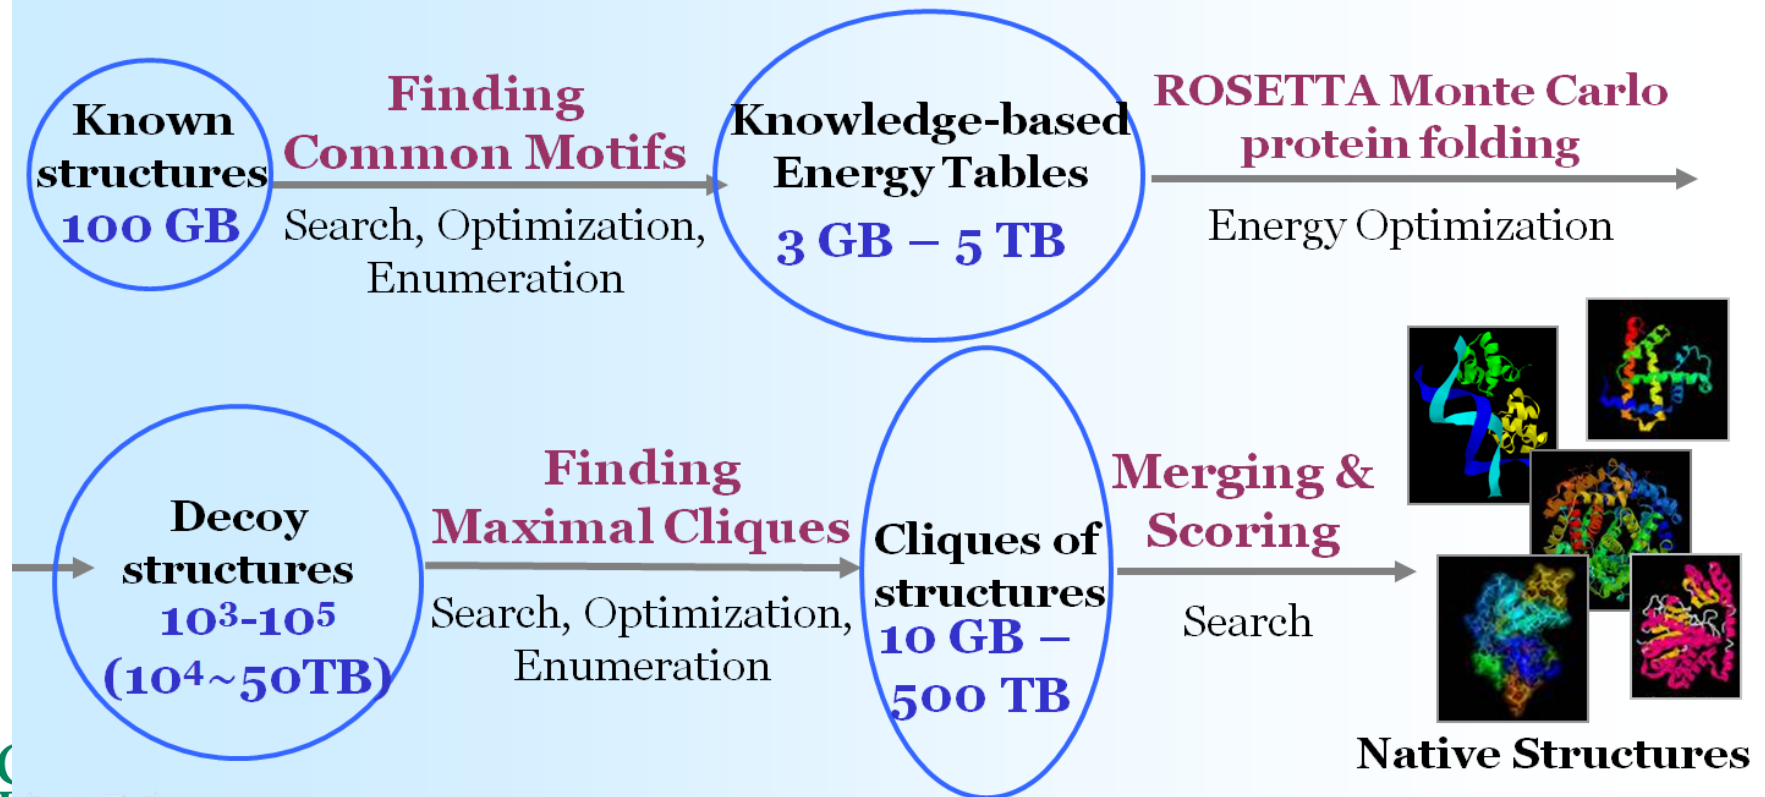 Known
structures
100 GB
Finding
Common Motifs
Search, Optimization,
Enumeration
Knowledge-based
Energy Tables
3 GB – 5 TB
ROSETTA Monte Carlo
protein folding
Energy Optimization
Decoy
structures
10³-10⁵
(10⁴~50TB)
Finding
Maximal Cliques
Search, Optimization,
Enumeration
Cliques of
structures
10 GB –
500 TB
Merging &
Scoring
Search
Native Structures